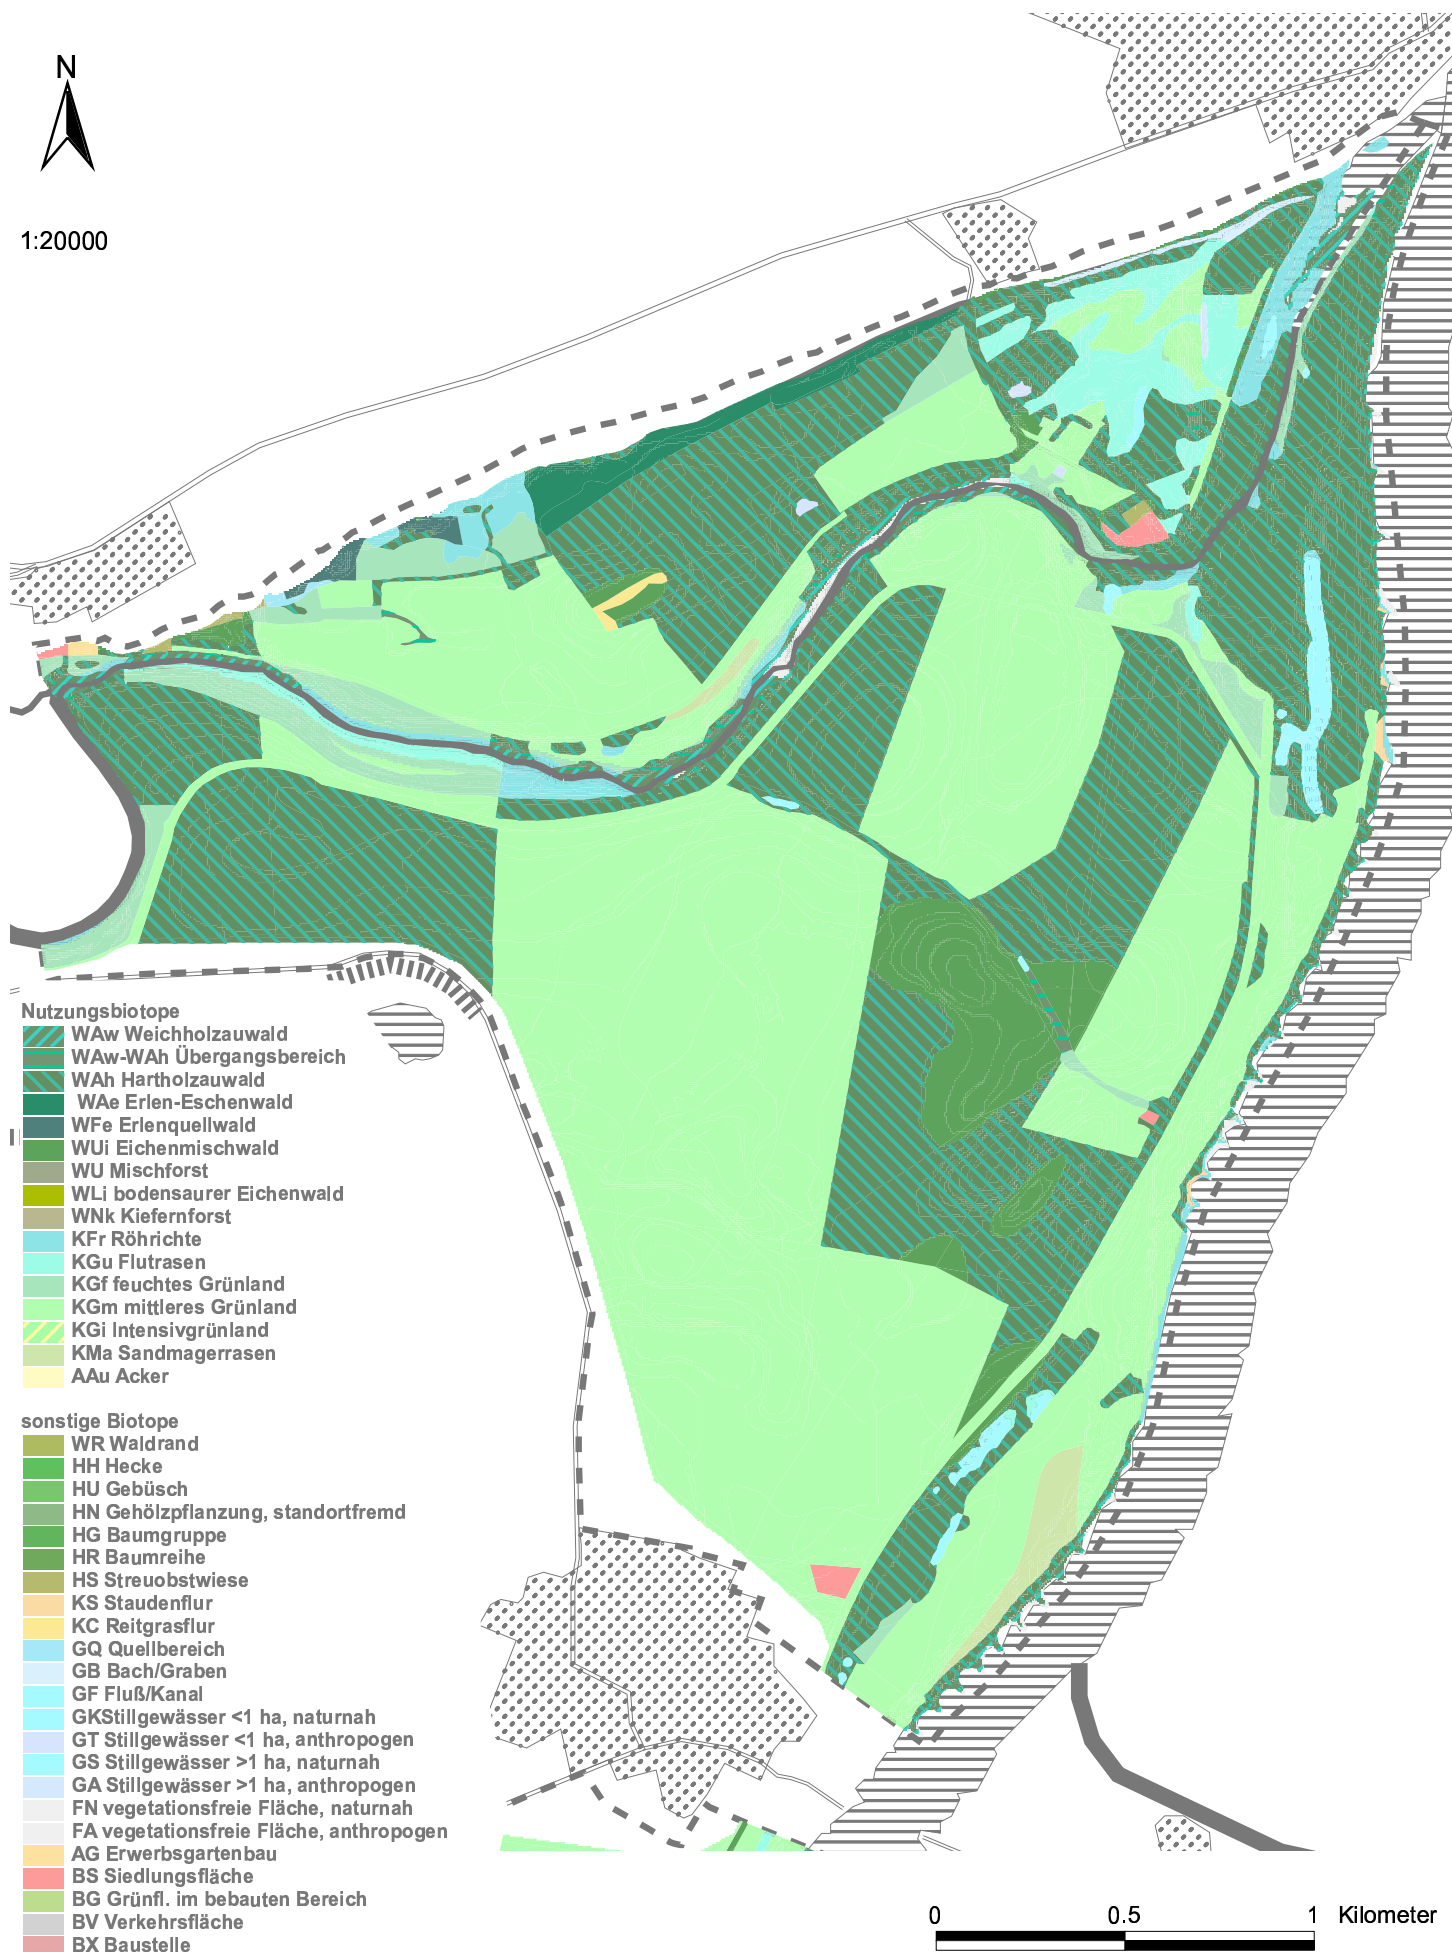 N
1:20000
Nutzungsbiotope
WAw Weichholzauwald
WAw-WAh Übergangsbereich
WAh Hartholzauwald
WAe Erlen-Eschenwald
WFe Erlenquellwald
WUi Eichenmischwald
WU Mischforst
WLi bodensaurer Eichenwald
WNk Kiefernforst
KFr Röhrichte
KGu Flutrasen
KGf feuchtes Grünland
KGm mittleres Grünland
KGi Intensivgrünland
KMa Sandmagerrasen
AAu Acker
sonstige Biotope
WR Waldrand
HH Hecke
HU Gebüsch
HN Gehölzpflanzung, standortfremd
HG Baumgruppe
HR Baumreihe
HS Streuobstwiese
KS Staudenflur
KC Reitgrasflur
GQ Quellbereich
GB Bach/Graben
GF Fluß/Kanal
GKStillgewässer <1 ha, naturnah
GT Stillgewässer <1 ha, anthropogen
GS Stillgewässer >1 ha, naturnah
GA Stillgewässer >1 ha, anthropogen
FN vegetationsfreie Fläche, naturnah
FA vegetationsfreie Fläche, anthropogen
AG Erwerbsgartenbau
BS Siedlungsfläche
BG Grünfl. im bebauten Bereich
BV Verkehrsfläche
BX Baustelle
0 0.5 1 Kilometer